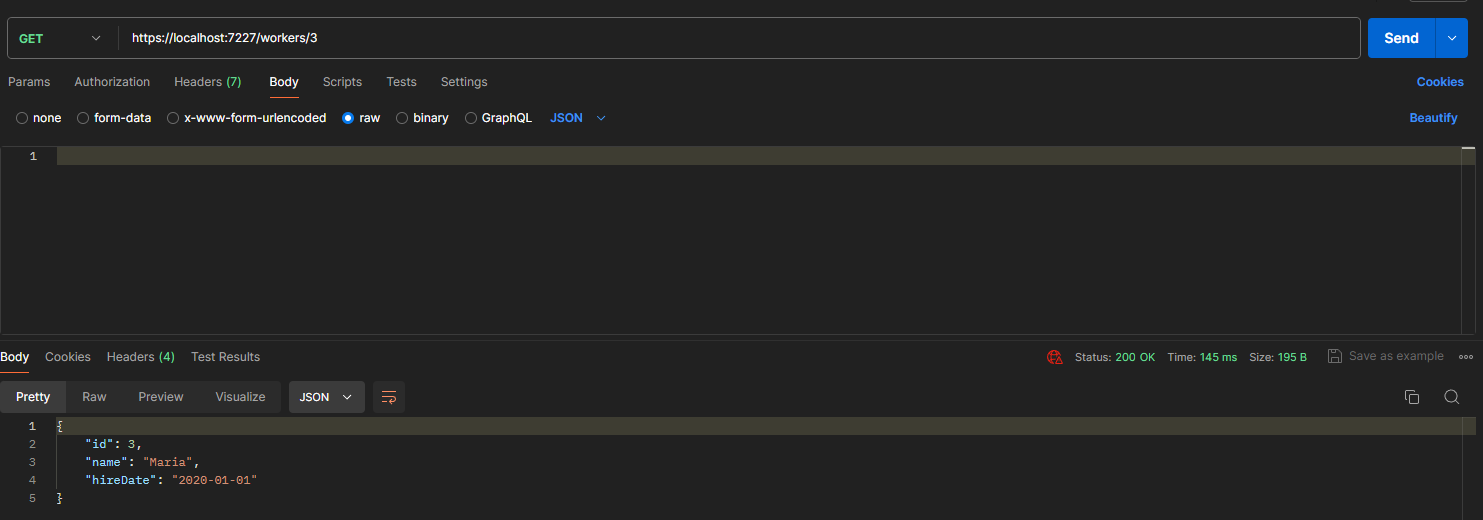 GET https://localhost:7227/workers/3 Send
Params Authorization Headers (7) Body Scripts Tests Settings Cookies
none form-data x-www-form-urlencoded raw binary GraphQL JSON Beautify
1
Body Cookies Headers (4) Test Results Status: 200 OK Time: 145 ms Size: 195 B Save as example
Pretty Raw Preview Visualize JSON
1 {
2 "id": 3,
3 "name": "Maria",
4 "hireDate": "2020-01-01"
5 }